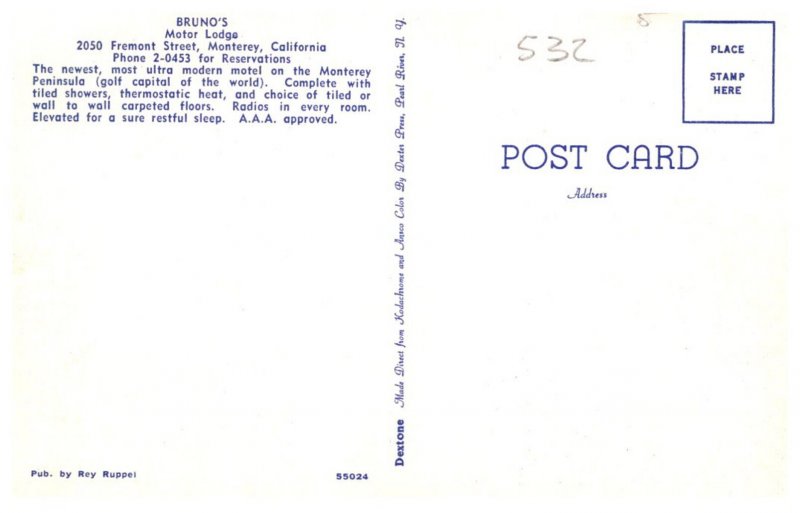 BRUNO'S
Motor Lodge
2050 Fremont Street, Monterey, California
Phone 2-0453 for Reservations
The newest, most ultra modern motel on the Monterey
Peninsula (golf capital of the world). Complete with
tiled showers, thermostatic heat, and choice of tiled or
wall to wall carpeted floors. Radios in every room.
Elevated for a sure restful sleep. A.A.A. approved.
Pub. by Rey Ruppel
55024
Dextone Made Direct from Kodachrome and Ansco Color By Dexter Press, Pearl River, N. Y.
532
8
PLACE
STAMP
HERE
POST CARD
Address